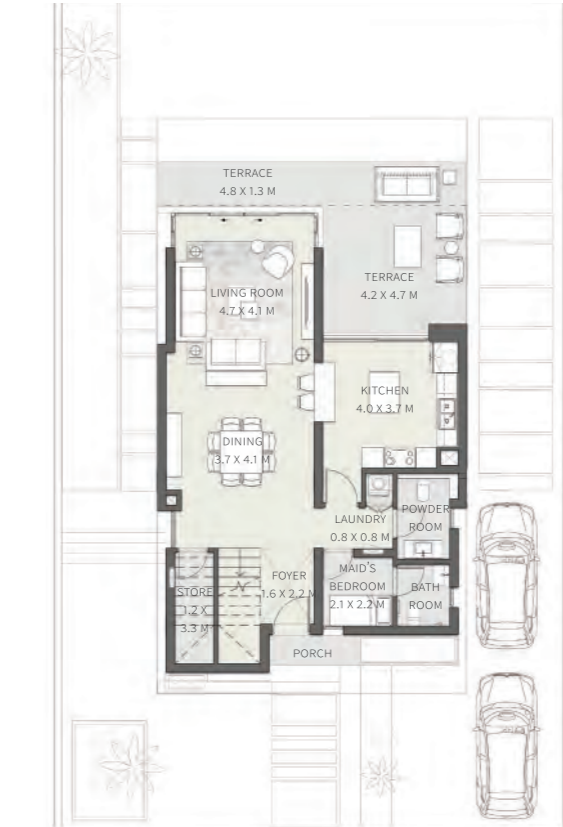 TERRACE
4.8 X 1.3 M
TERRACE
4.2 X 4.7 M
LIVING ROOM
4.7 X 4.1 M
KITCHEN
4.0 X 3.7 M
DINING
3.7 X 4.1 M
POWDER
ROOM
LAUNDRY
0.8 X 0.8 M
MAID'S
BEDROOM
2.1 X 2.2 M
BATH
ROOM
FOYER
1.6 X 2.2 M
STORE
1.2 X
3.3 M
PORCH